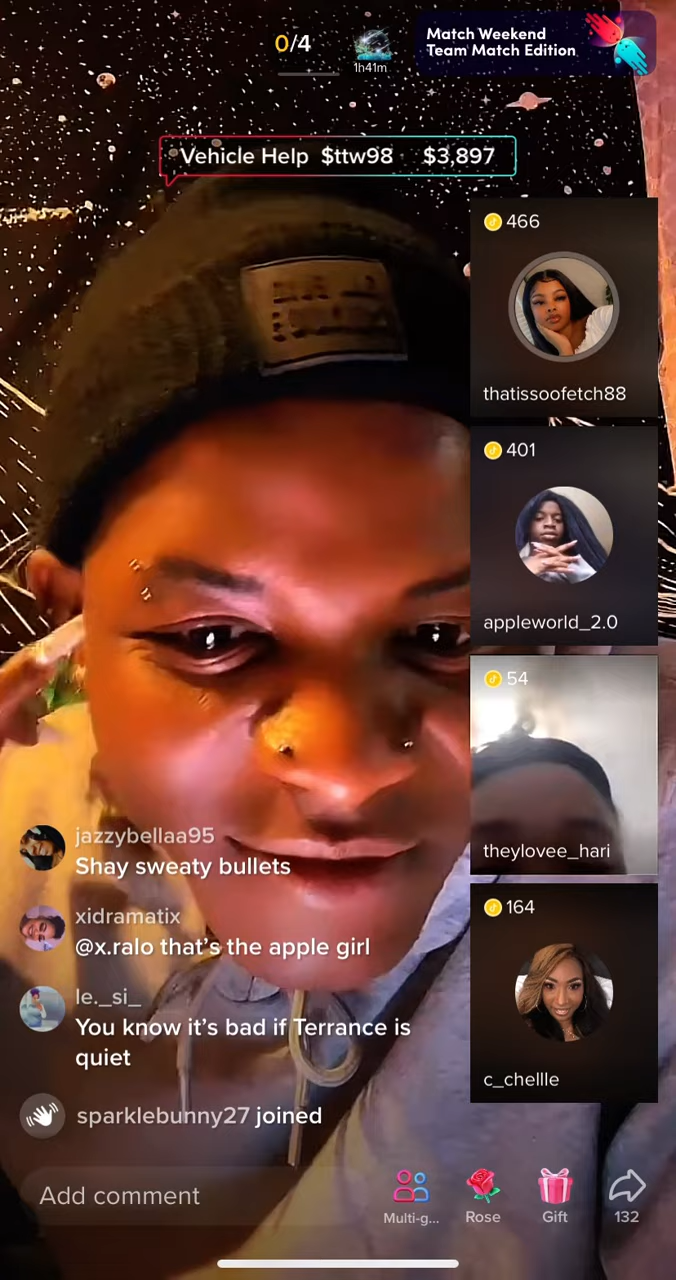 0/4
1h41m
Match Weekend
Team Match Edition
Vehicle Help $ttw98 $3,897
466
thatissoofetch88
401
appleworld_2.0
54
theylovee_hari
164
c_chellle
jazzybellaa95
Shay sweaty bullets
xidramatix
@x.ralo that’s the apple girl
le._si_
You know it’s bad if Terrance is
quiet
sparklebunny27 joined
Add comment
Multi-g...
Rose
Gift
132